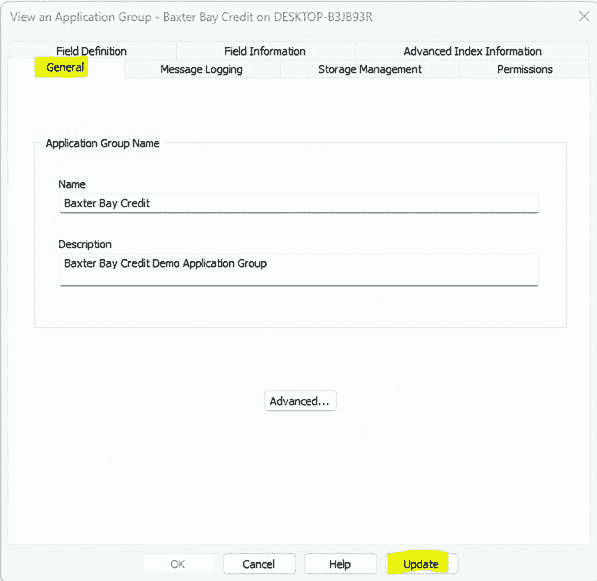 View an Application Group - Baxter Bay Credit on DESKTOP-B3JB93R
Field Definition Field Information Advanced Index Information
General Message Logging Storage Management Permissions
Application Group Name
Name
Baxter Bay Credit
Description
Baxter Bay Credit Demo Application Group
Advanced...
OK Cancel Help Update